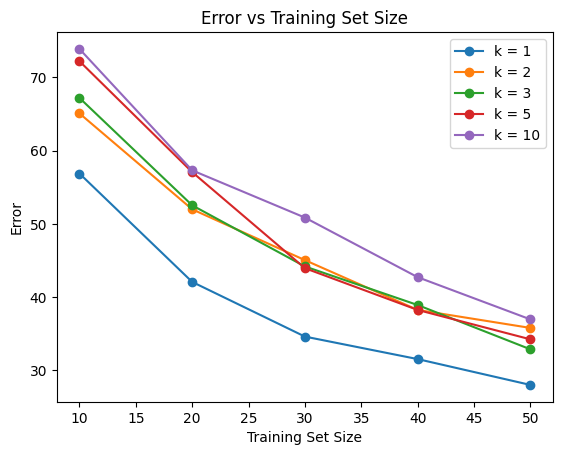 Error vs Training Set Size
k = 1
k = 2
k = 3
k = 5
k = 10
70
60
50
40
30
Error
10 15 20 25 30 35 40 45 50
Training Set Size